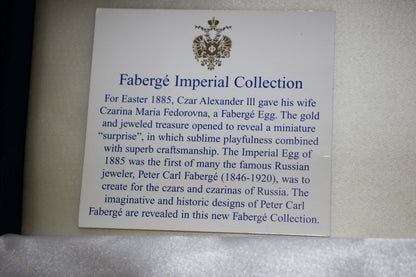 Fabergé Imperial Collection
For Easter 1885, Czar Alexander lll gave his wife
Czarina Maria Fedorovna, a Fabergé Egg. The gold
and jeweled treasure opened to reveal a miniature
“surprise”, in which sublime playfulness combined
with superb craftsmanship. The Imperial Egg of
1885 was the first of many the famous Russian
jeweler, Peter Carl Fabergé (1846-1920), was to
create for the czars and czarinas of Russia. The
imaginative and historic designs of Peter Carl
Fabergé are revealed in this new Fabergé Collection.